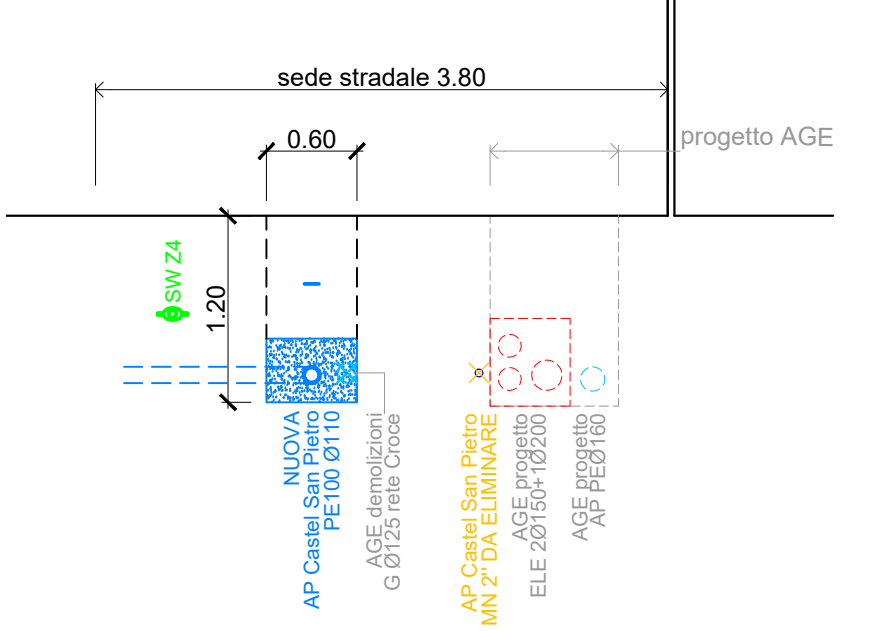 sede stradale 3.80
0.60
progetto AGE
SW Z4
1.20
NUOVA
AP Castel San Pietro
PE100 Ø110
AGE demolizioni
G Ø125 rete Croce
AP Castel San Pietro
MN 2" DA ELIMINARE
AGE progetto
ELE 2Ø150+1Ø200
AGE progetto
AP PEØ160